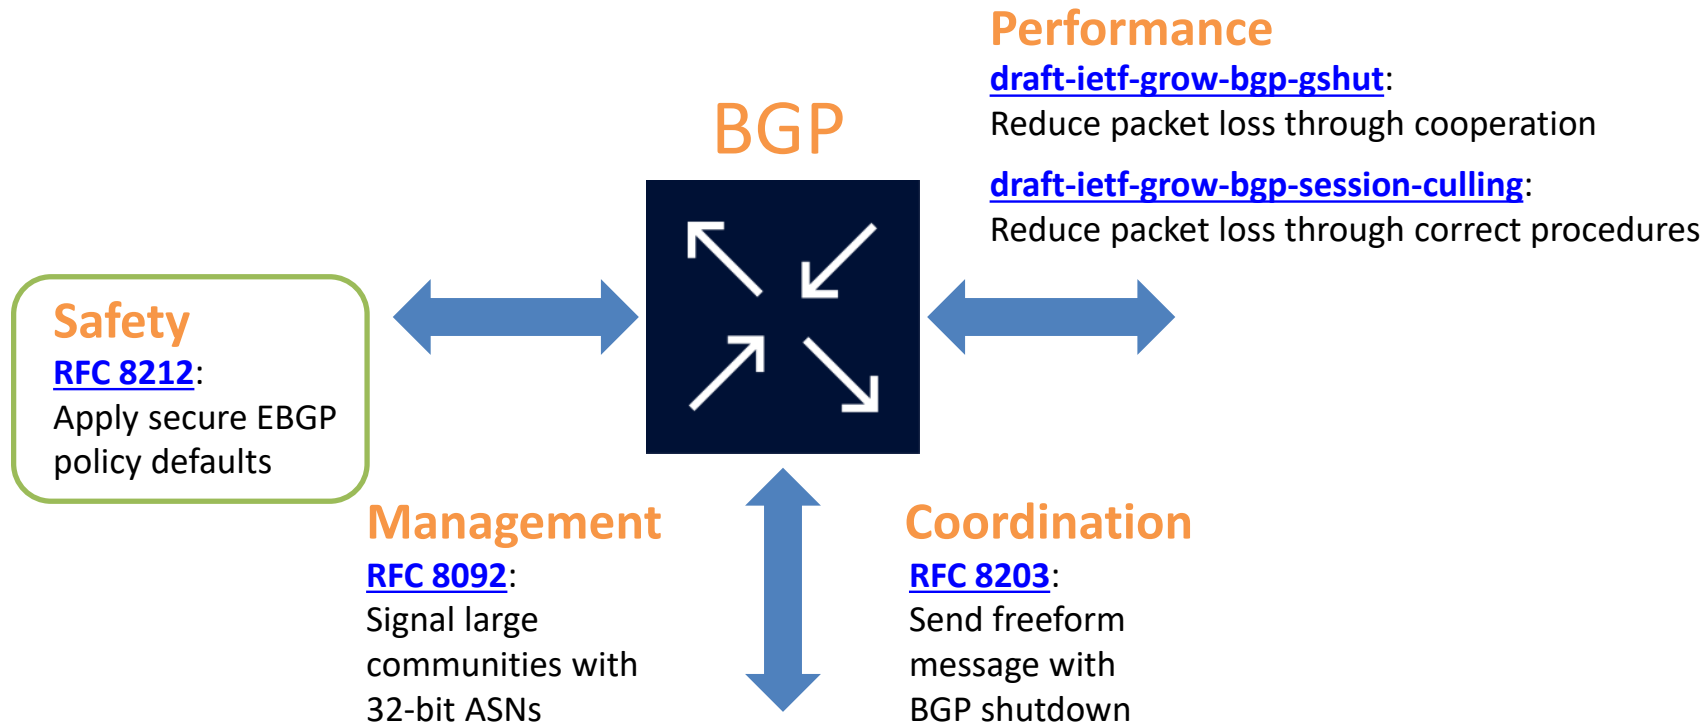 BGP
Performance
draft-ietf-grow-bgp-gshut:
Reduce packet loss through cooperation
draft-ietf-grow-bgp-session-culling:
Reduce packet loss through correct procedures
Safety
RFC 8212:
Apply secure EBGP
policy defaults
Management
RFC 8092:
Signal large
communities with
32-bit ASNs
Coordination
RFC 8203:
Send freeform
message with
BGP shutdown